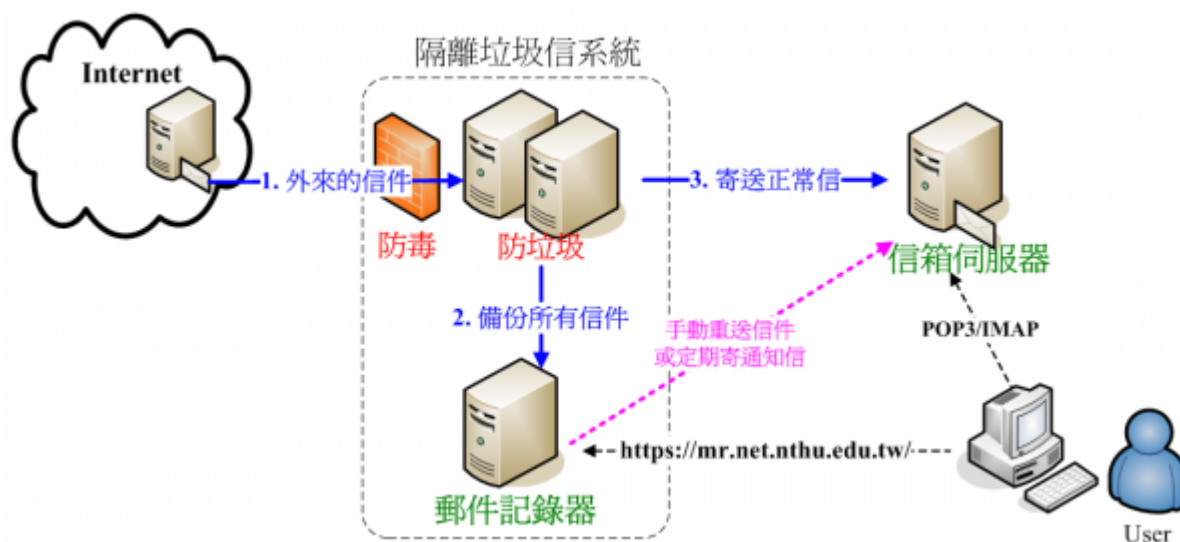 隔離垃圾信系統
Internet
1. 外來的信件
3. 寄送正常信
防毒
防垃圾
信箱伺服器
2. 備份所有信件
手動重送信件
或定期寄通知信
POP3/IMAP
https://mr.net.nthu.edu.tw/
郵件記錄器
User